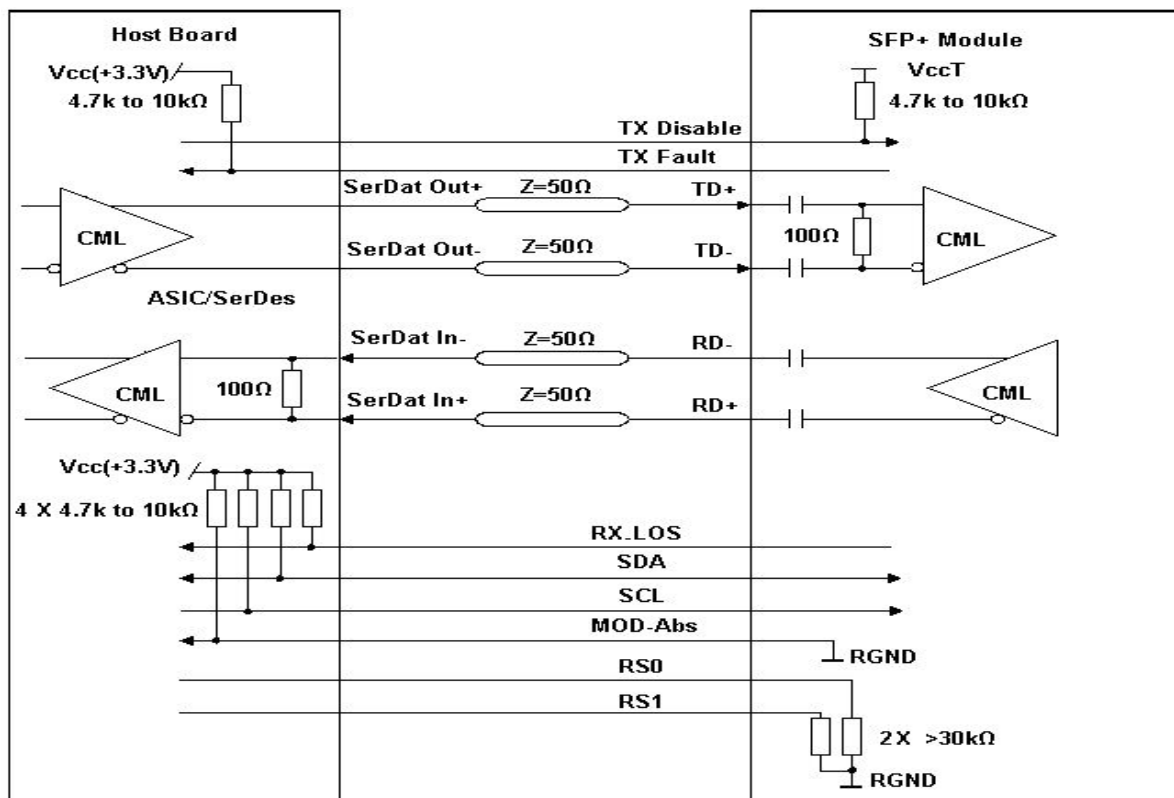 Host Board
SFP+ Module
Vcc(+3.3V)
4.7k to 10kΩ
VccT
4.7k to 10kΩ
TX Disable
TX Fault
SerDat Out+
Z=50Ω
TD+
CML
100Ω
CML
SerDat Out-
Z=50Ω
TD-
ASIC/SerDes
SerDat In-
Z=50Ω
RD-
100Ω
CML
CML
SerDat In+
Z=50Ω
RD+
Vcc(+3.3V)
4 X 4.7k to 10kΩ
RX_LOS
SDA
SCL
MOD-Abs
RGND
RS0
RS1
2 X >30kΩ
RGND